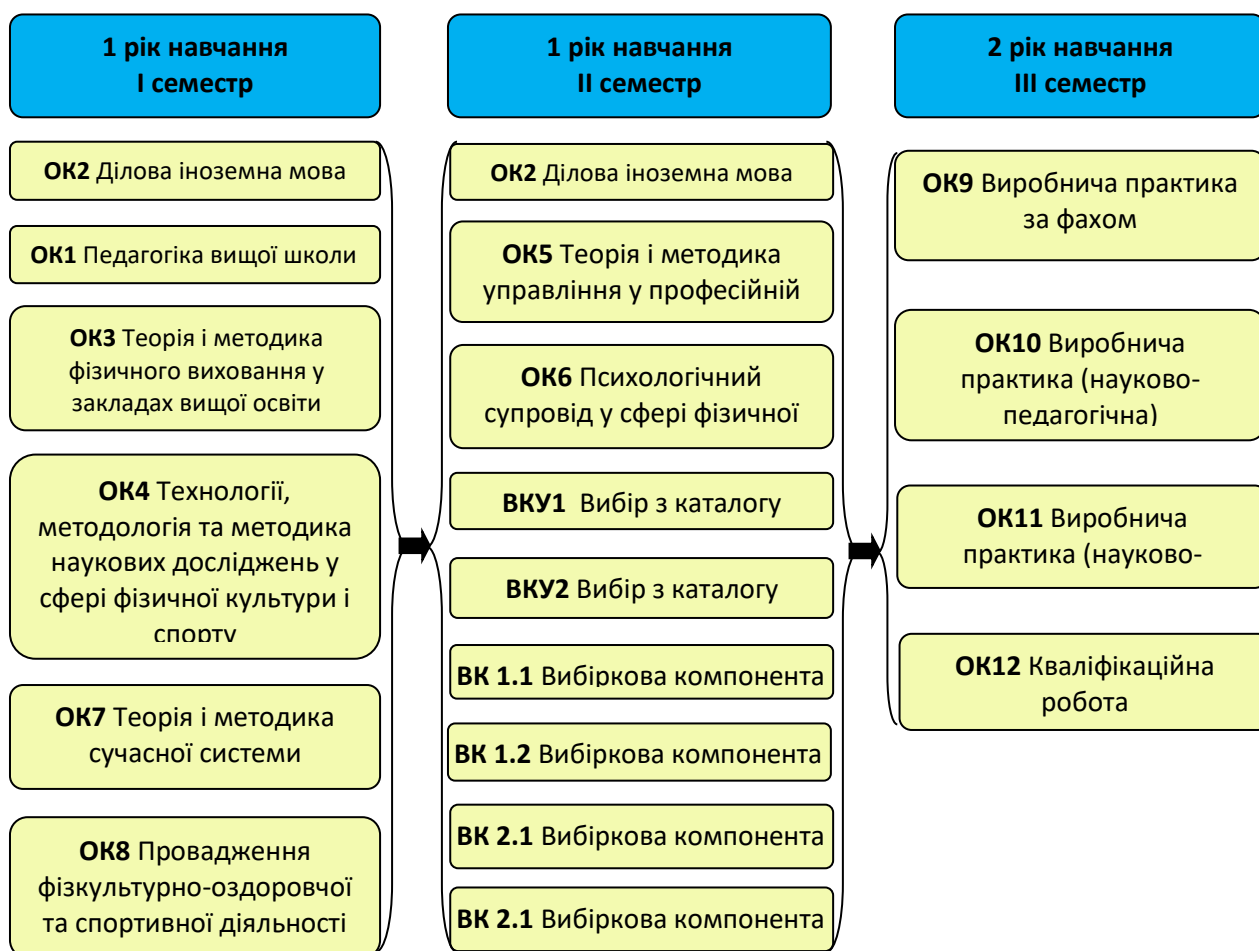 1 рік навчання
І семестр
ОК2 Ділова іноземна мова
ОК1 Педагогіка вищої школи
ОК3 Теорія і методика
фізичного виховання у
закладах вищої освіти
ОК4 Технології,
методологія та методика
наукових досліджень у
сфері фізичної культури і
спорту
ОК7 Теорія і методика
сучасної системи
ОК8 Провадження
фізкультурно-оздоровчої
та спортивної діяльності
1 рік навчання
ІІ семестр
ОК2 Ділова іноземна мова
ОК5 Теорія і методика
управління у професійній
ОК6 Психологічний
супровід у сфері фізичної
ВКУ1 Вибір з каталогу
ВКУ2 Вибір з каталогу
ВК 1.1 Вибіркова компонента
ВК 1.2 Вибіркова компонента
ВК 2.1 Вибіркова компонента
ВК 2.1 Вибіркова компонента
2 рік навчання
ІІІ семестр
ОК9 Виробнича практика
за фахом
ОК10 Виробнича
практика (науково-
педагогічна)
ОК11 Виробнича
практика (науково-
ОК12 Кваліфікаційна
робота